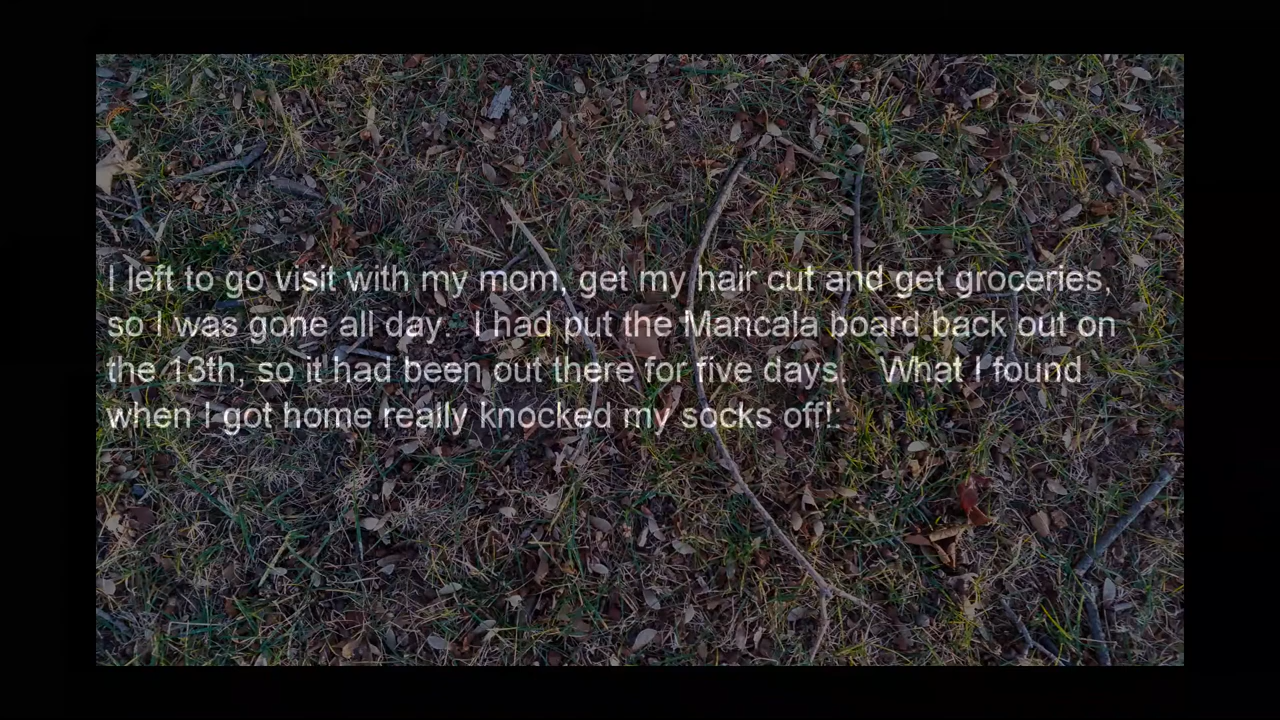 I left to go visit with my mom, get my hair cut and get groceries,
so I was gone all day.  I had put the Mancala board back out on
the 13th, so it had been out there for five days.   What I found
when I got home really knocked my socks off!: